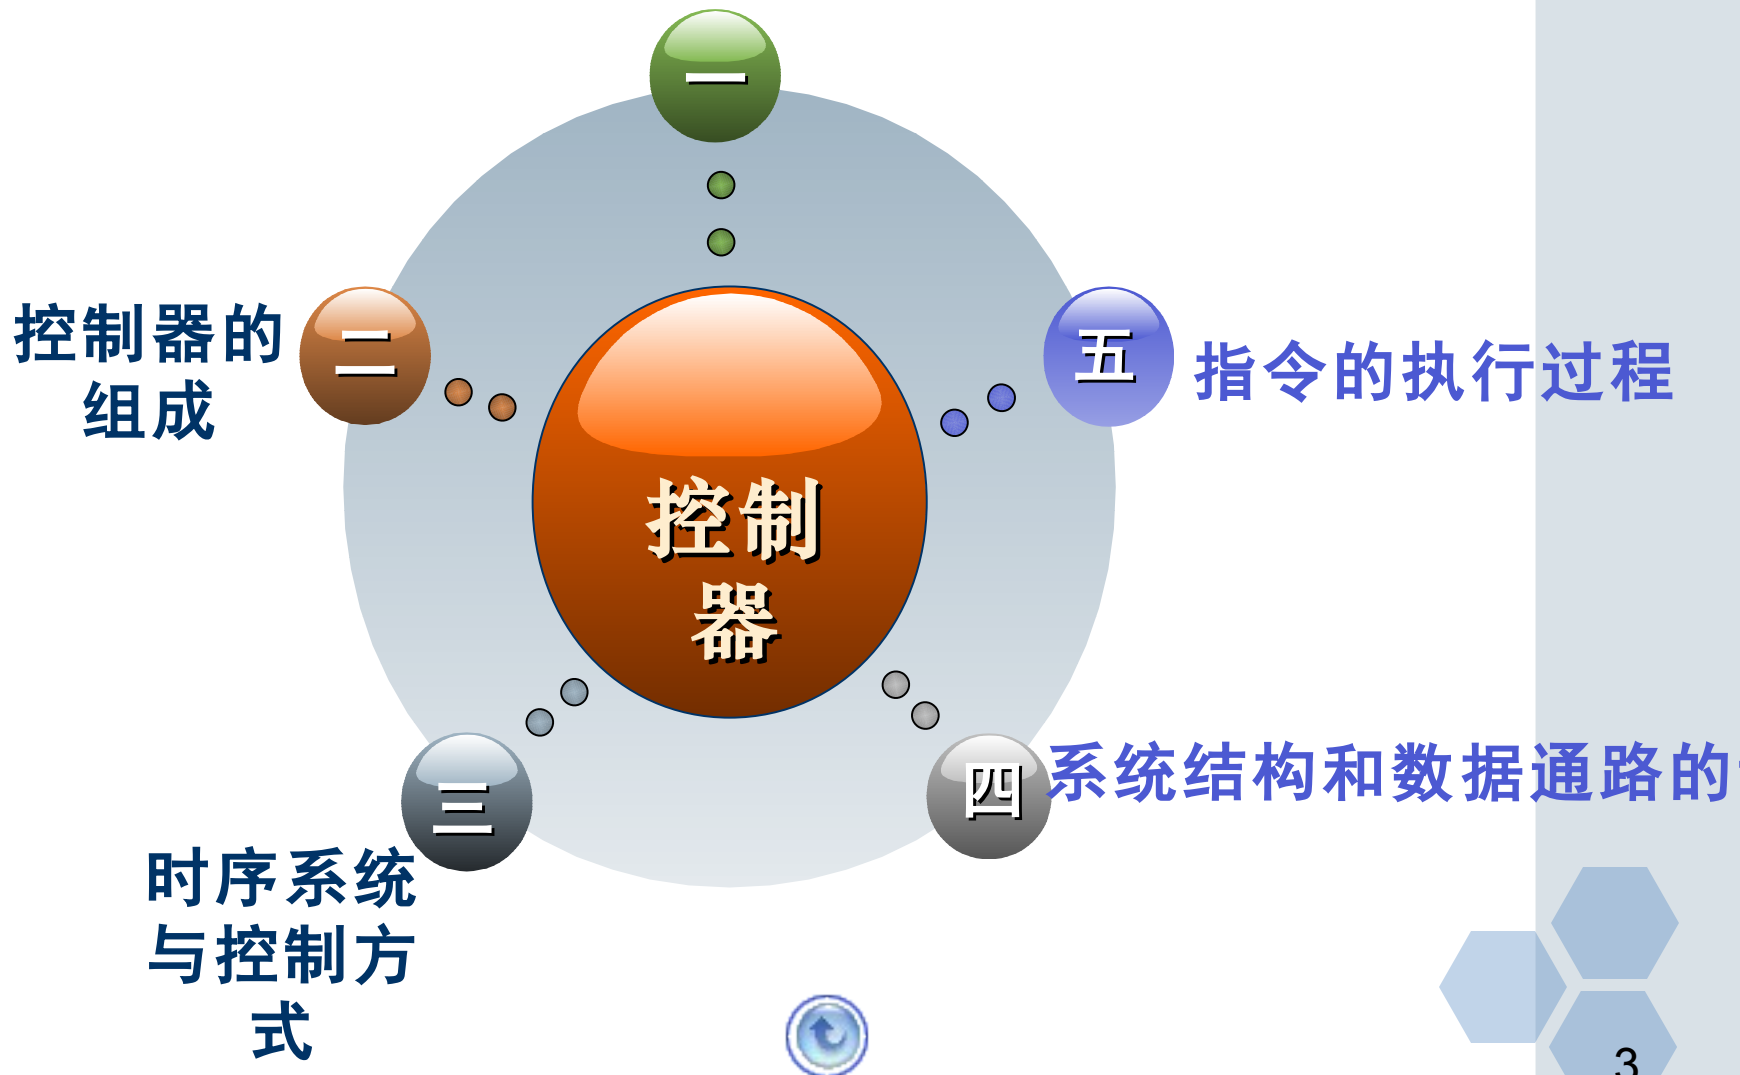 一
控制器的
组成
二
五
指令的执行过程
控制
器
三
四
系统结构和数据通路的
时序系统
与控制方
式
3